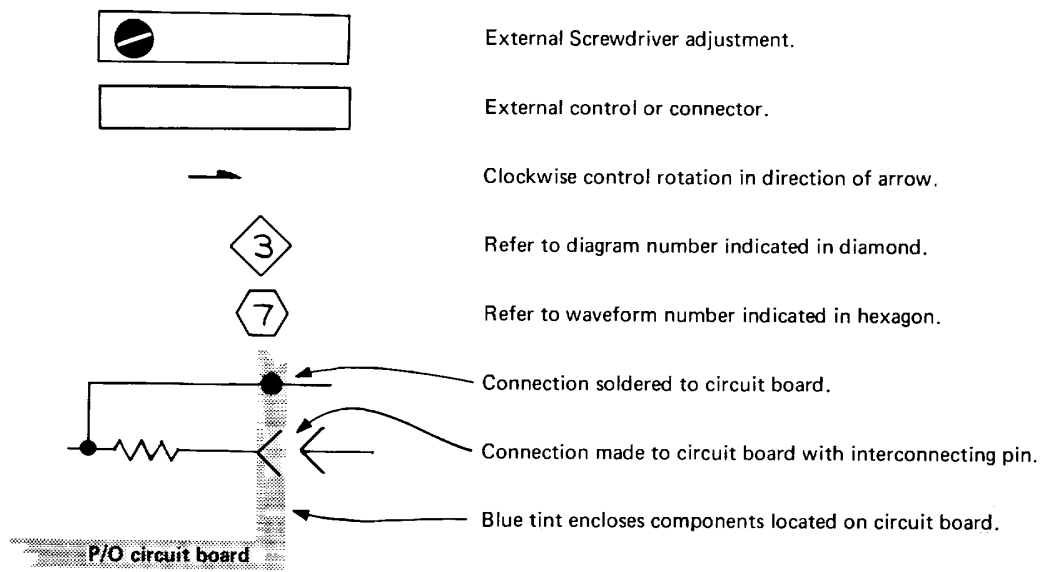 External Screwdriver adjustment.
External control or connector.
Clockwise control rotation in direction of arrow.
3
Refer to diagram number indicated in diamond.
7
Refer to waveform number indicated in hexagon.
Connection soldered to circuit board.
Connection made to circuit board with interconnecting pin.
Blue tint encloses components located on circuit board.
P/O circuit board